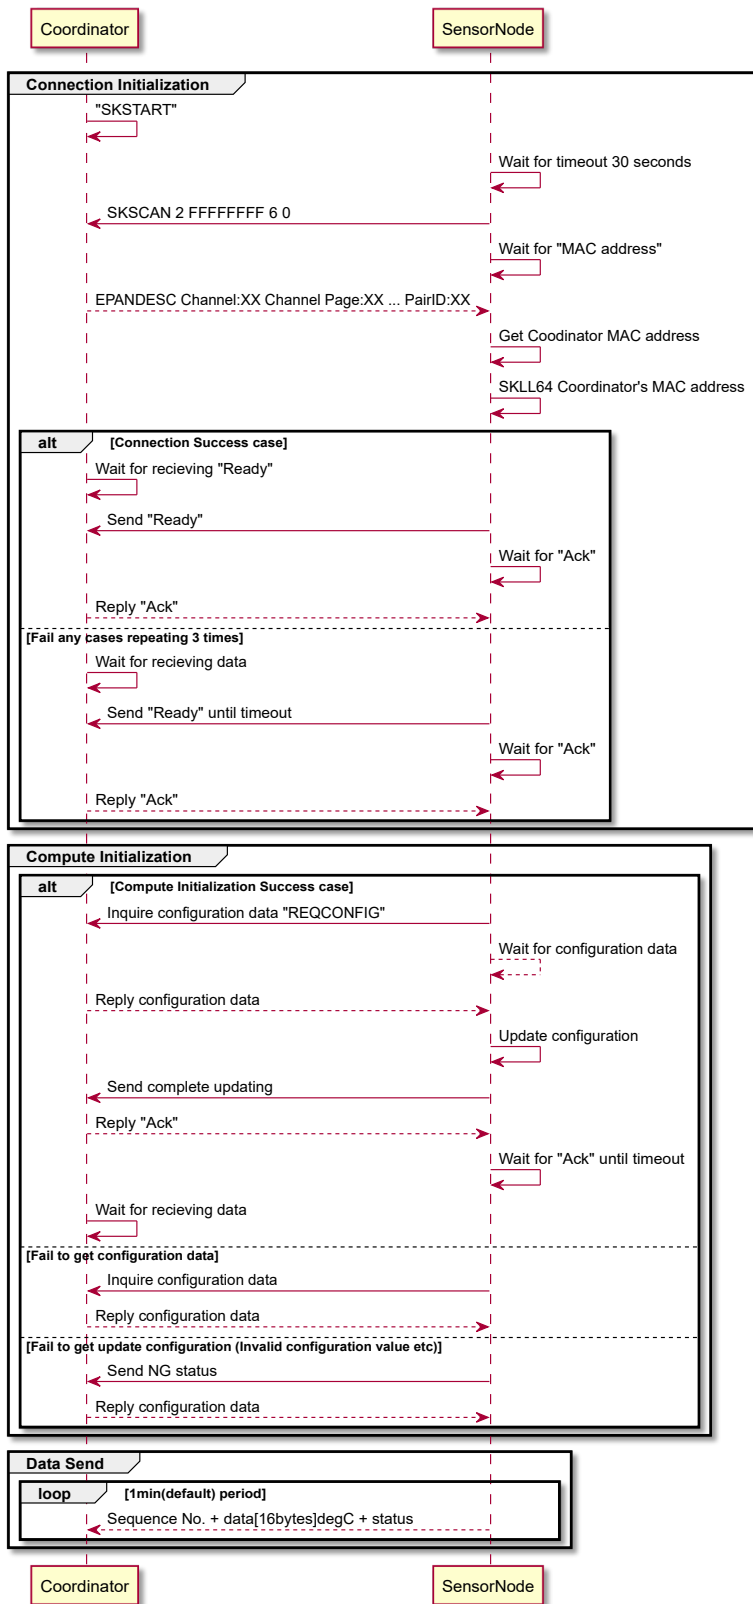 Coordinator
SensorNode
Connection Initialization
"SKSTART"
Wait for timeout 30 seconds
SKSCAN 2 FFFFFFFF 6 0
Wait for "MAC address"
EPANDESC Channel:XX Channel Page:XX ... PairID:XX
Get Coodinator MAC address
SKLL64 Coordinator's MAC address
alt
[Connection Success case]
Wait for recieving "Ready"
Send "Ready"
Wait for "Ack"
Reply "Ack"
[Fail any cases repeating 3 times]
Wait for recieving data
Send "Ready" until timeout
Wait for "Ack"
Reply "Ack"
Compute Initialization
alt
[Compute Initialization Success case]
Inquire configuration data "REQCONFIG"
Wait for configuration data
Reply configuration data
Update configuration
Send complete updating
Reply "Ack"
Wait for "Ack" until timeout
Wait for recieving data
[Fail to get configuration data]
Inquire configuration data
Reply configuration data
[Fail to get update configuration (Invalid configuration value etc)]
Send NG status
Reply configuration data
Data Send
loop
[1min(default) period]
Sequence No. + data[16bytes]degC + status
Coordinator
SensorNode